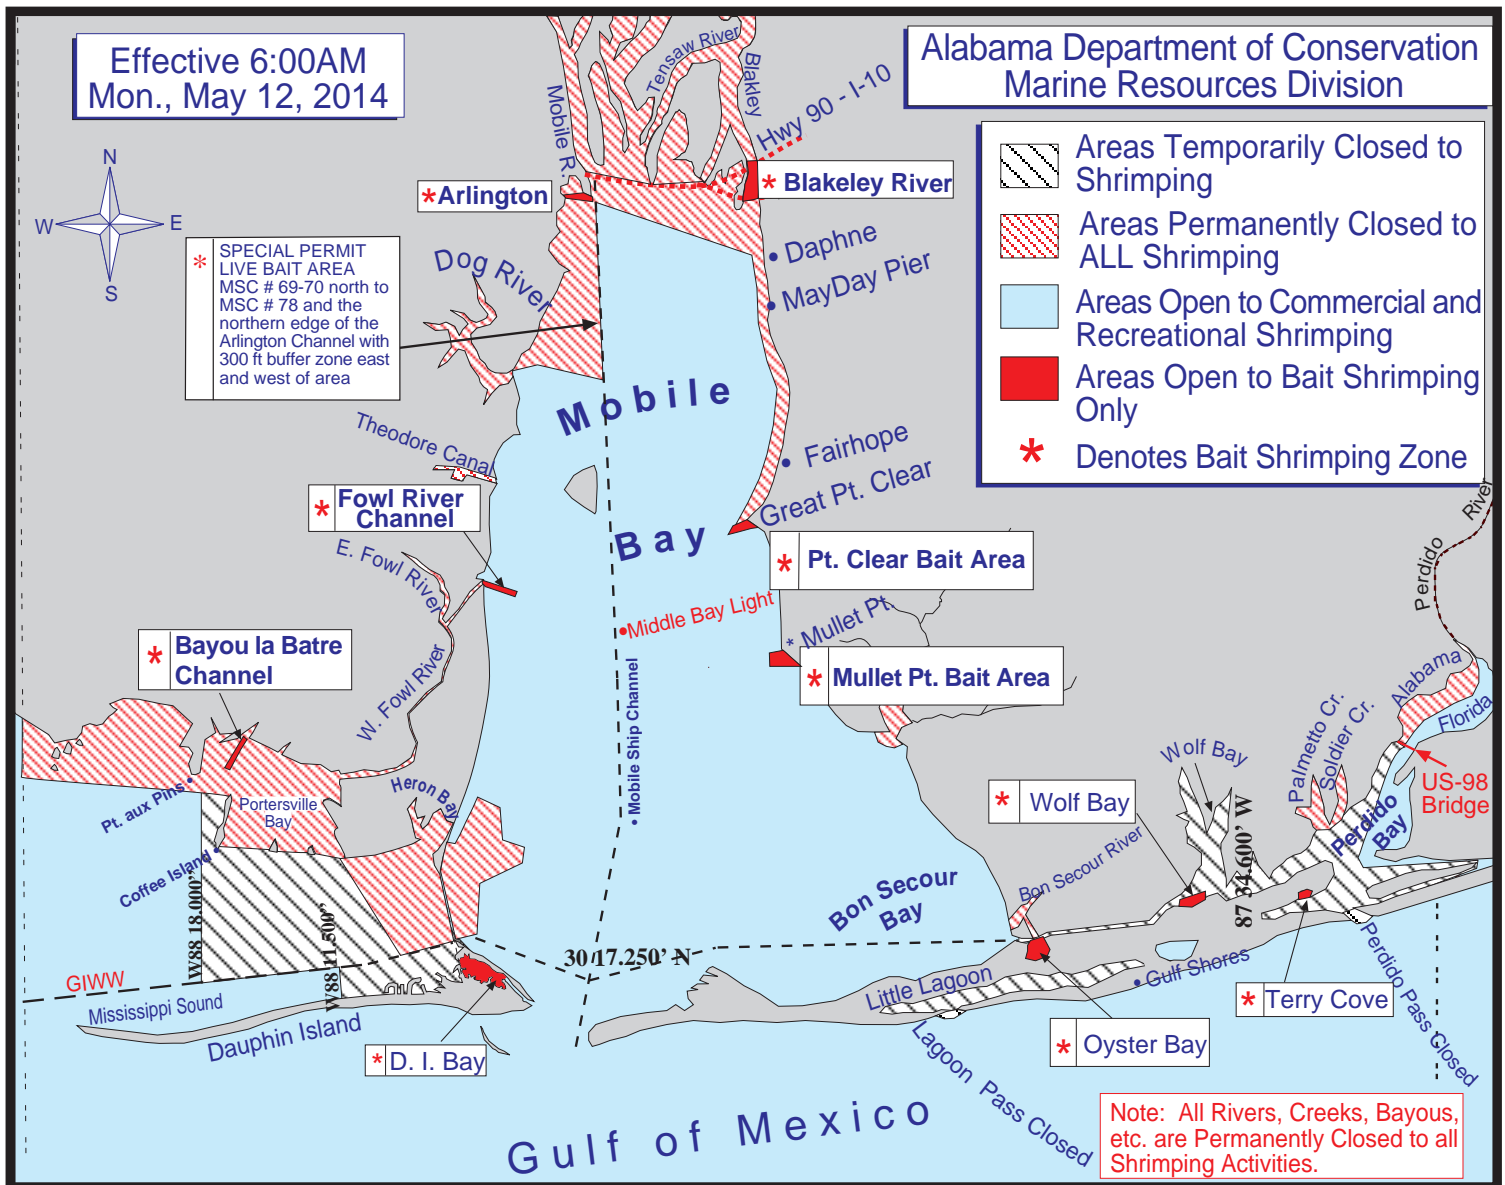 Effective 6:00AM
Mon., May 12, 2014
Alabama Department of Conservation
Marine Resources Division
Areas Temporarily Closed to
Shrimping
Areas Permanently Closed to
ALL Shrimping
Areas Open to Commercial and
Recreational Shrimping
Areas Open to Bait Shrimping
Only
* Denotes Bait Shrimping Zone
N
W
E
S
Mobile R.
Tensaw River
Blakley
Hwy 90 - I-10
* Arlington
* Blakeley River
* SPECIAL PERMIT
LIVE BAIT AREA
MSC # 69-70 north to
MSC # 78 and the
northern edge of the
Arlington Channel with
300 ft buffer zone east
and west of area
Dog River
• Daphne
• MayDay Pier
Mobile
Bay
Theodore Canal
• Fairhope
Great Pt. Clear
* Fowl River
Channel
E. Fowl River
* Pt. Clear Bait Area
• Middle Bay Light
* Mullet Pt.
* Mullet Pt. Bait Area
* Bayou la Batre
Channel
W. Fowl River
• Mobile Ship Channel
Perdido
River
Alabama
Florida
Palmetto Cr.
Soldier Cr.
Wolf Bay
US-98
Bridge
Perdido
Bay
* Wolf Bay
87 34.600' W
Heron Bay
Pt. aux Pins •
Portersville
Bay
Coffee Island •
W88 18.000"
W88 11.500"
Bon Secour River
Bon Secour
Bay
30 17.250' N
GIWW
Mississippi Sound
Dauphin Island
Little Lagoon
• Gulf Shores
* Terry Cove
Perdido Pass Closed
* D. I. Bay
* Oyster Bay
Lagoon Pass Closed
Gulf of Mexico
Note: All Rivers, Creeks, Bayous,
etc. are Permanently Closed to all
Shrimping Activities.